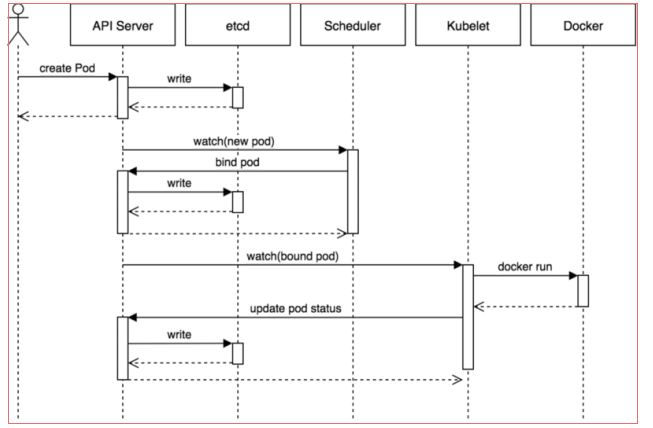 API Server
etcd
Scheduler
Kubelet
Docker
create Pod
write
watch(new pod)
bind pod
write
watch(bound pod)
docker run
update pod status
write